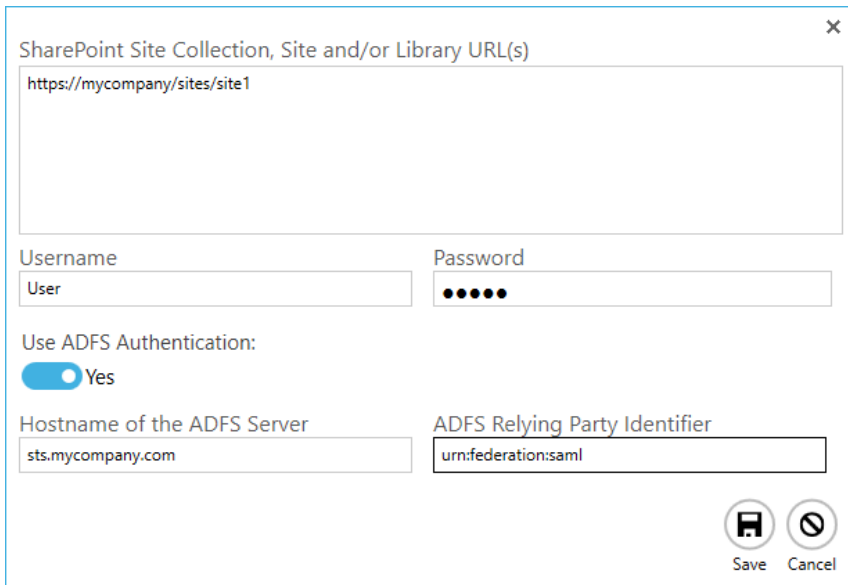 SharePoint Site Collection, Site and/or Library URL(s)
https://mycompany/sites/site1
Username
Password
User
●●●●●
Use ADFS Authentication:
Yes
Hostname of the ADFS Server
ADFS Relying Party Identifier
sts.mycompany.com
urn:federation:saml
Save
Cancel